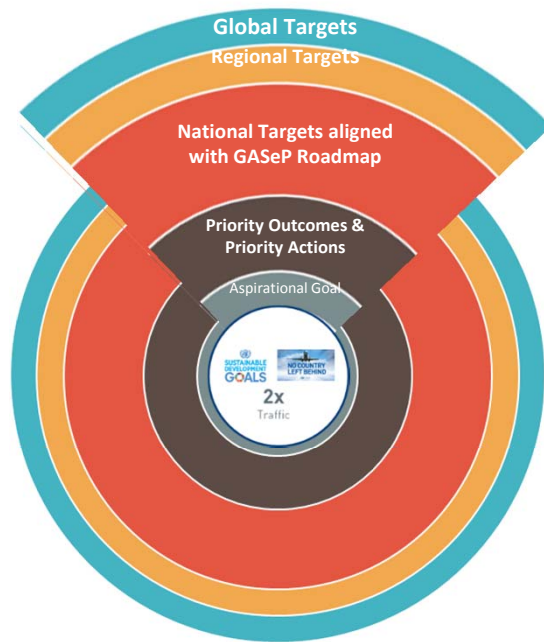 Global Targets
Regional Targets
National Targets aligned
with GASeP Roadmap
Priority Outcomes &
Priority Actions
Aspirational Goal
SUSTAINABLE
DEVELOPMENT
GOALS
NO COUNTRY
LEFT BEHIND
2x
Traffic